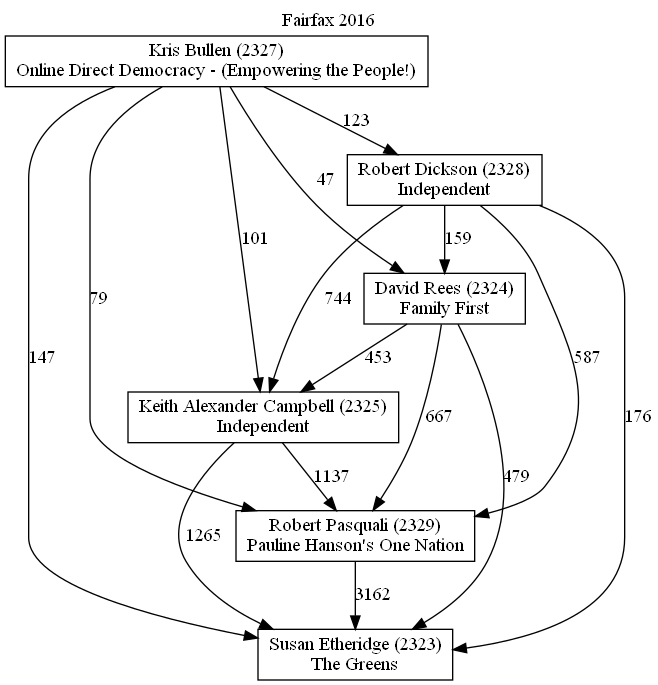 Fairfax 2016
Kris Bullen (2327)
Online Direct Democracy - (Empowering the People!)
123
Robert Dickson (2328)
Independent
47
101
159
744
79
David Rees (2324)
Family First
147
453
587
Keith Alexander Campbell (2325)
Independent
667
176
1137
479
Robert Pasquali (2329)
Pauline Hanson's One Nation
1265
3162
Susan Etheridge (2323)
The Greens